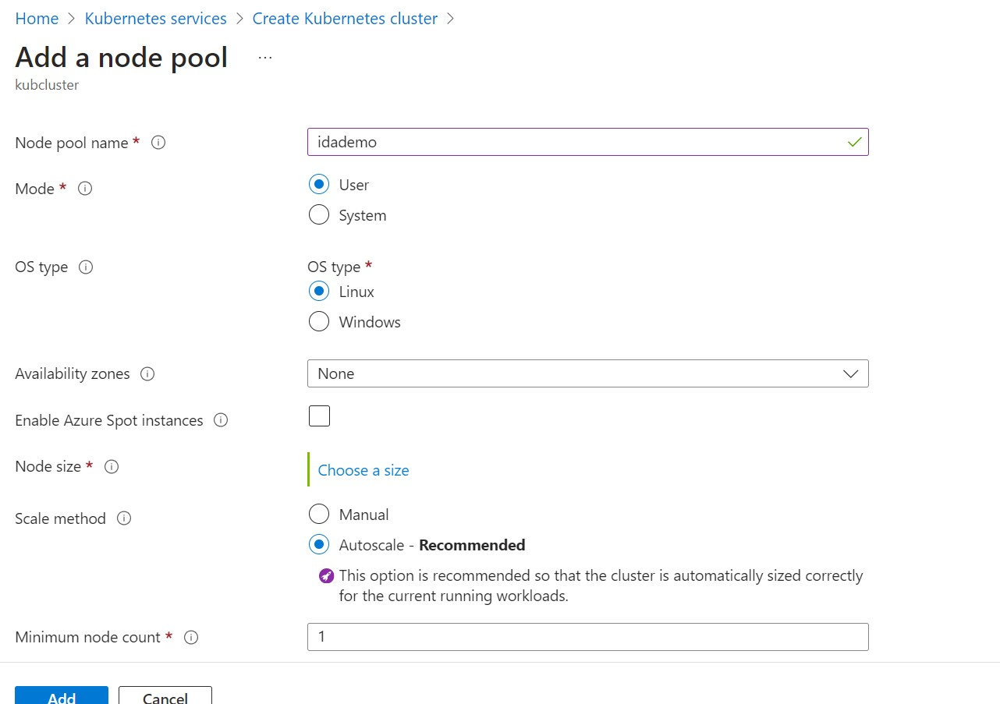 Home > Kubernetes services > Create Kubernetes cluster >
Add a node pool ...
kubcluster
Node pool name *
idademo
Mode *
User
System
OS type
OS type *
Linux
Windows
Availability zones
None
Enable Azure Spot instances
Node size *
Choose a size
Scale method
Manual
Autoscale - Recommended
This option is recommended so that the cluster is automatically sized correctly
for the current running workloads.
Minimum node count *
1
Add
Cancel